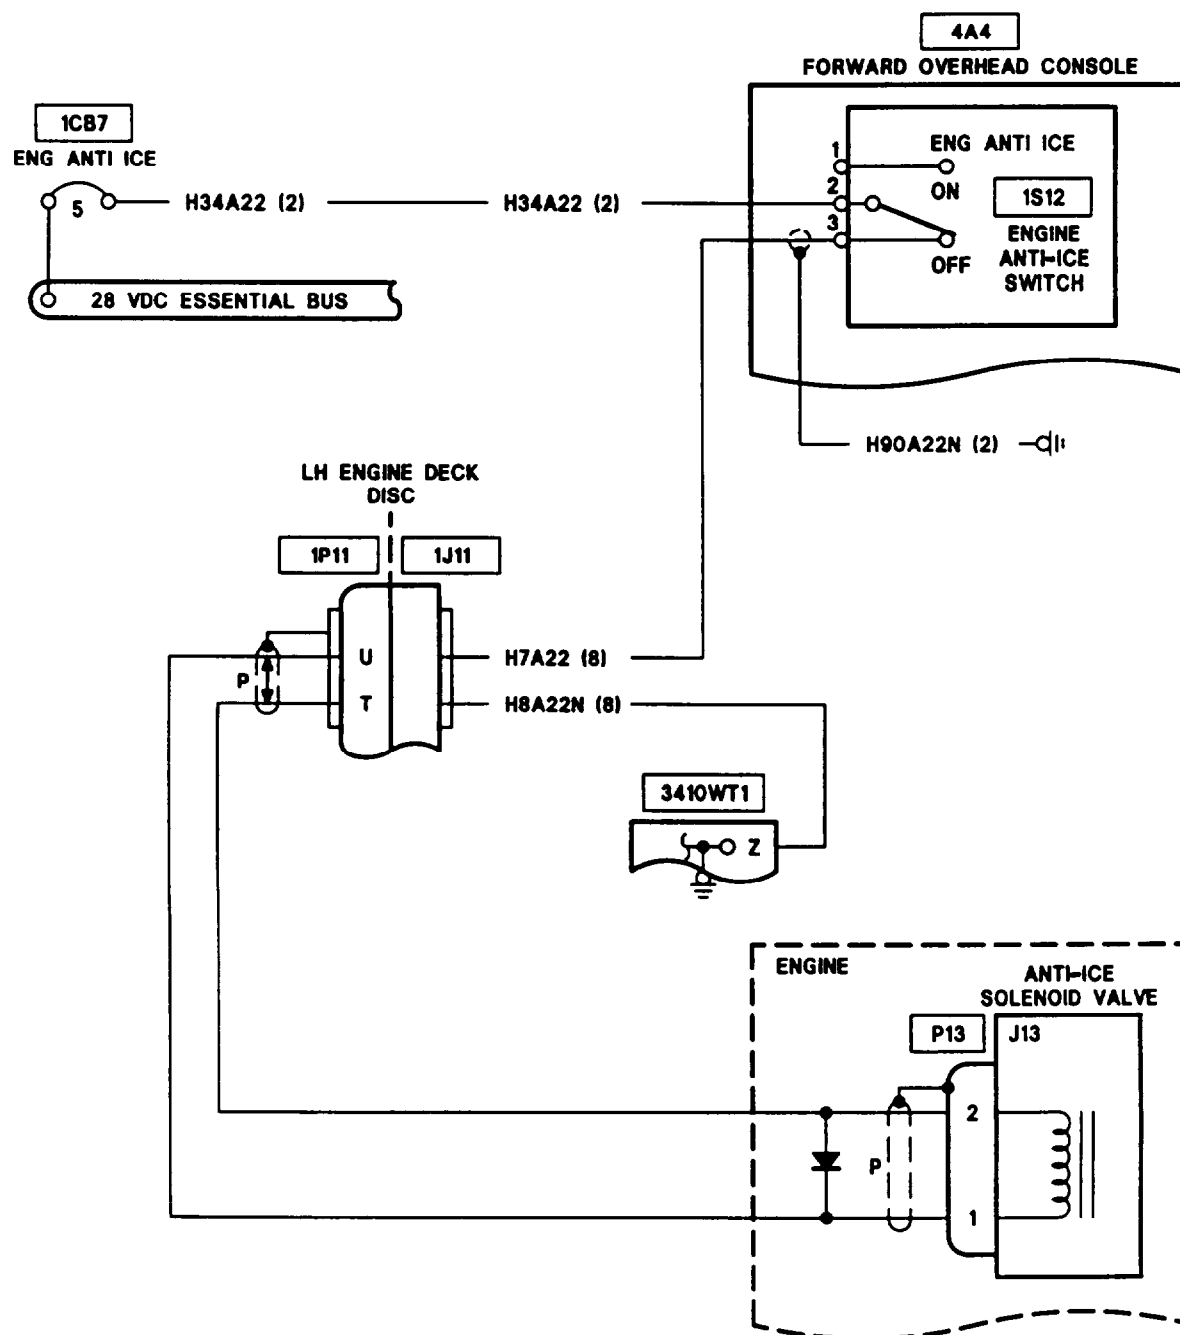 4A4
FORWARD OVERHEAD CONSOLE
1CB7
ENG ANTI ICE
5
H34A22 (2)
H34A22 (2)
28 VDC ESSENTIAL BUS
1
2
3
ENG ANTI ICE
ON
1S12
ENGINE
ANTI-ICE
SWITCH
OFF
H90A22N (2)
LH ENGINE DECK
DISC
1P11
1J11
P
U
T
H7A22 (8)
H8A22N (8)
3410WT1
Z
ENGINE
ANTI-ICE
SOLENOID VALVE
P13
J13
2
P
1